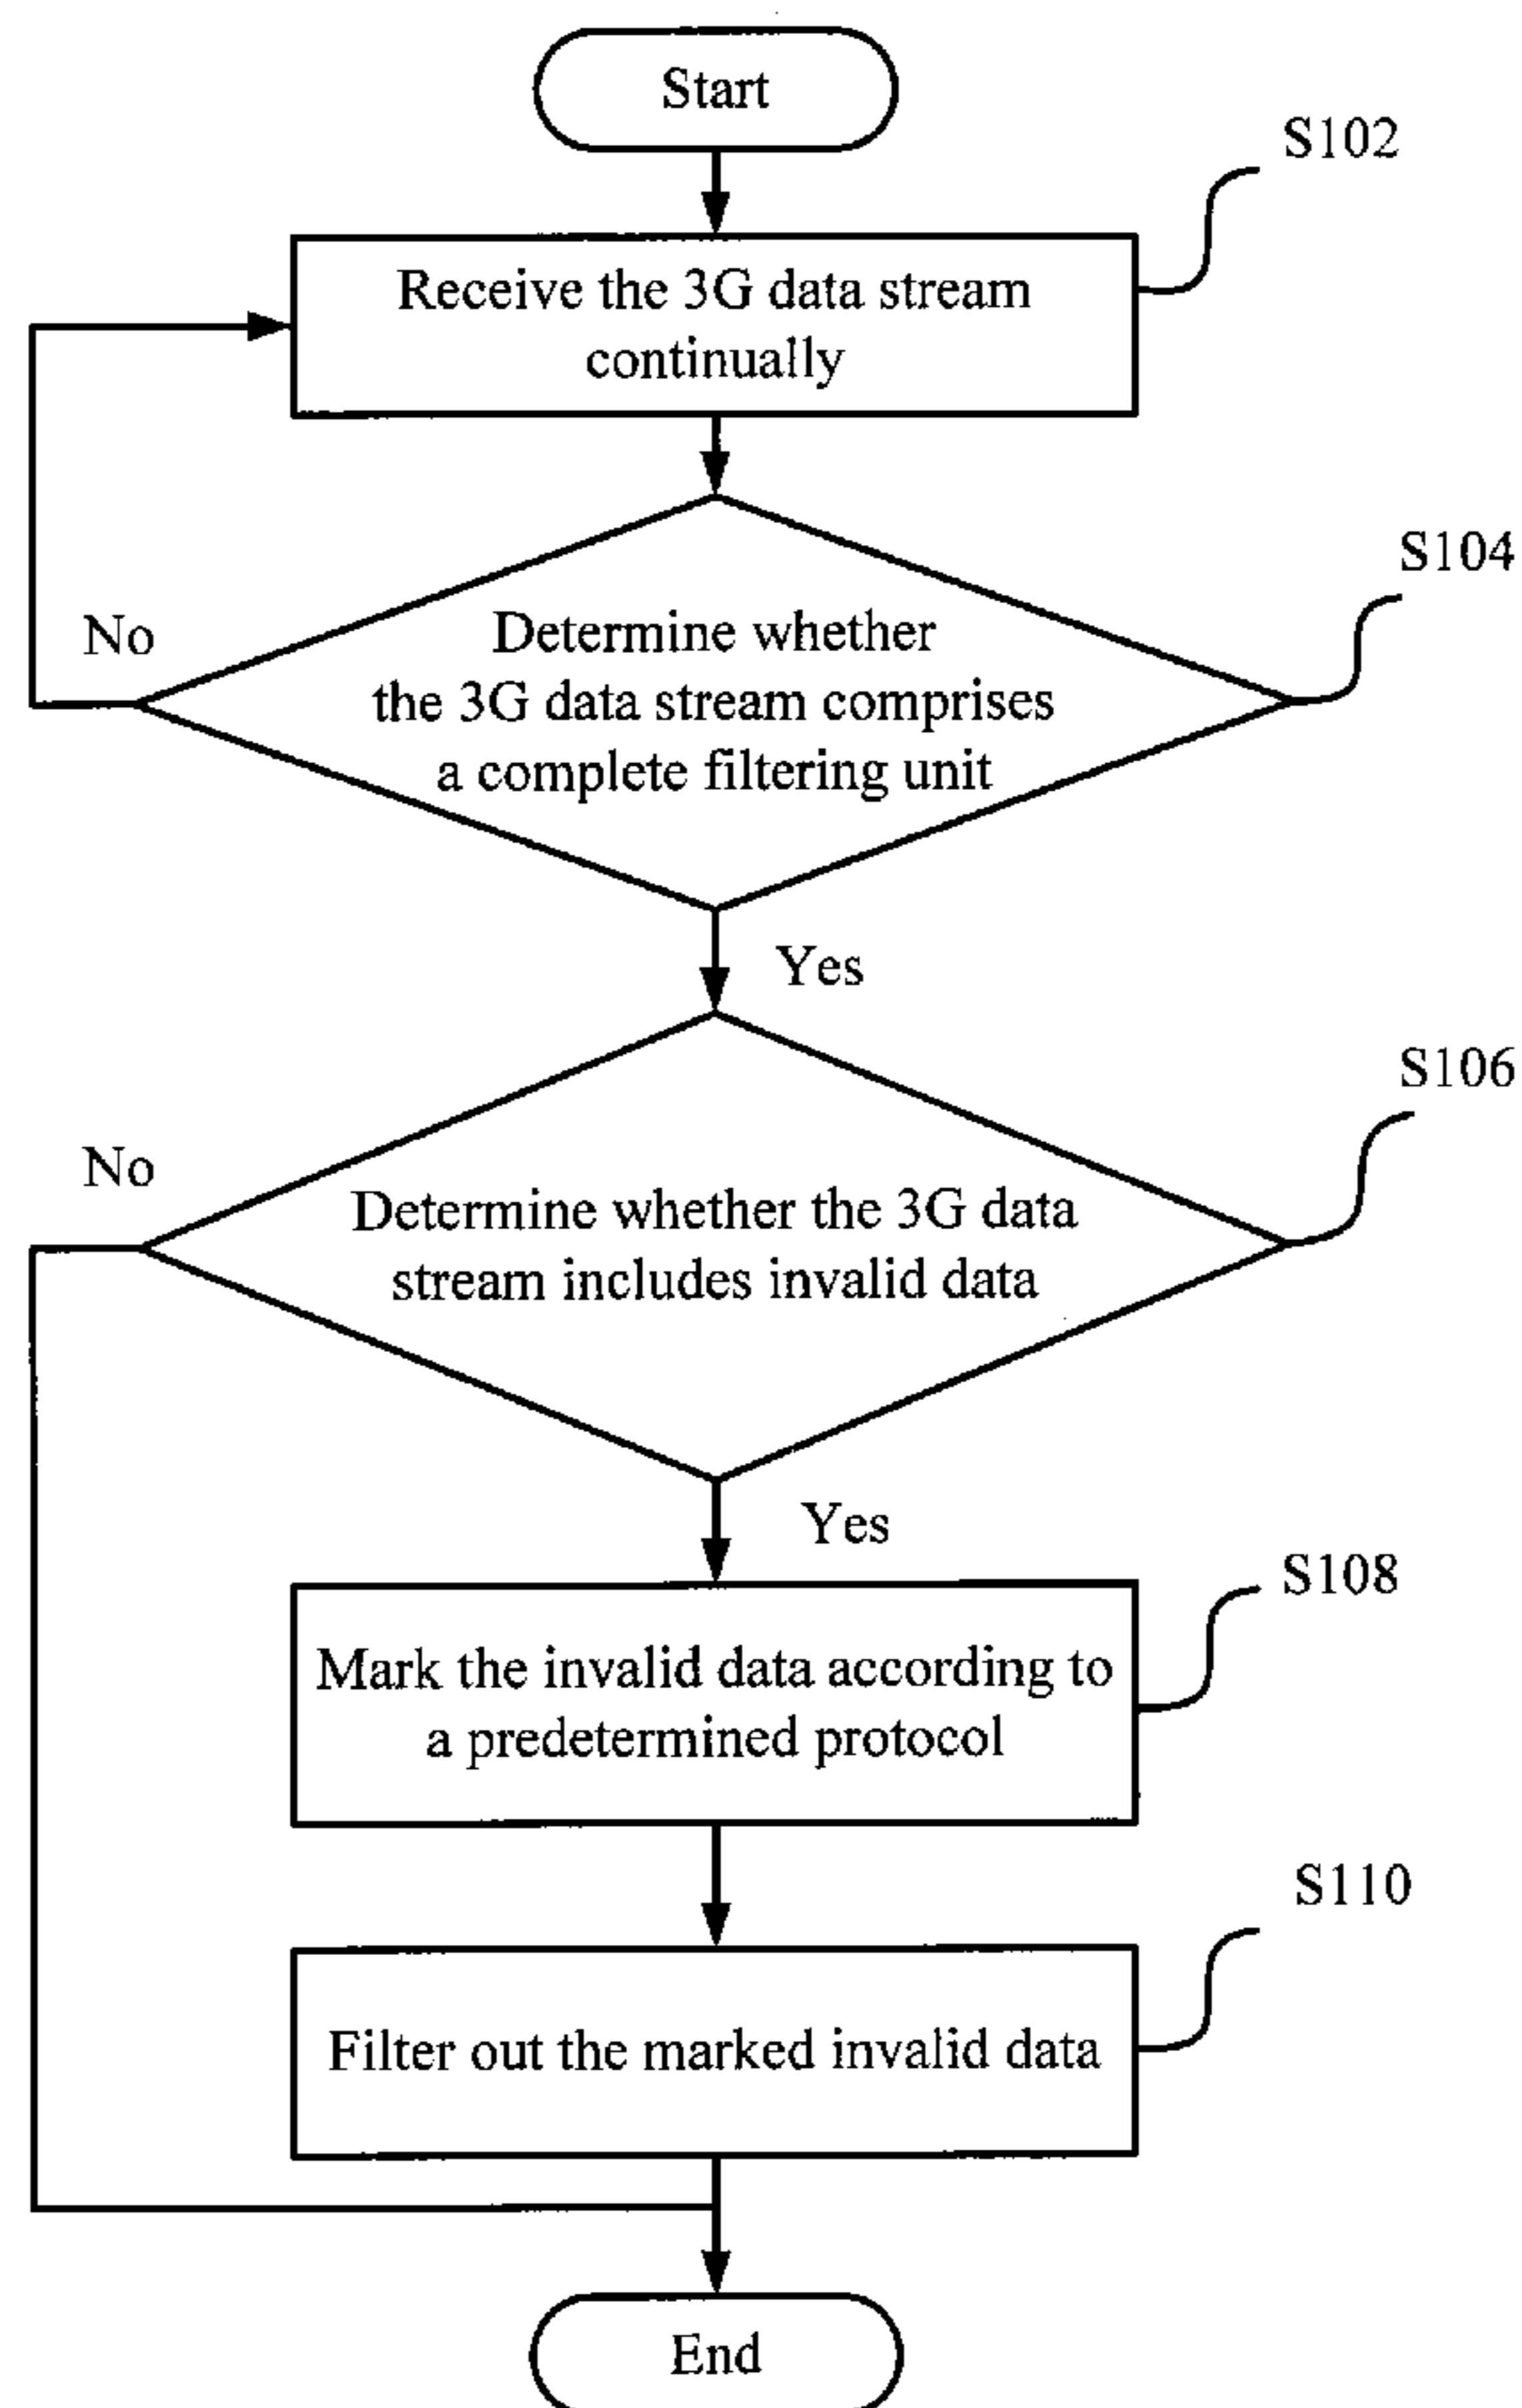 Start
S102
Receive the 3G data stream
continually
S104
No
Determine whether
the 3G data stream comprises
a complete filtering unit
Yes
S106
No
Determine whether the 3G data
stream includes invalid data
Yes
S108
Mark the invalid data according to
a predetermined protocol
S110
Filter out the marked invalid data
End